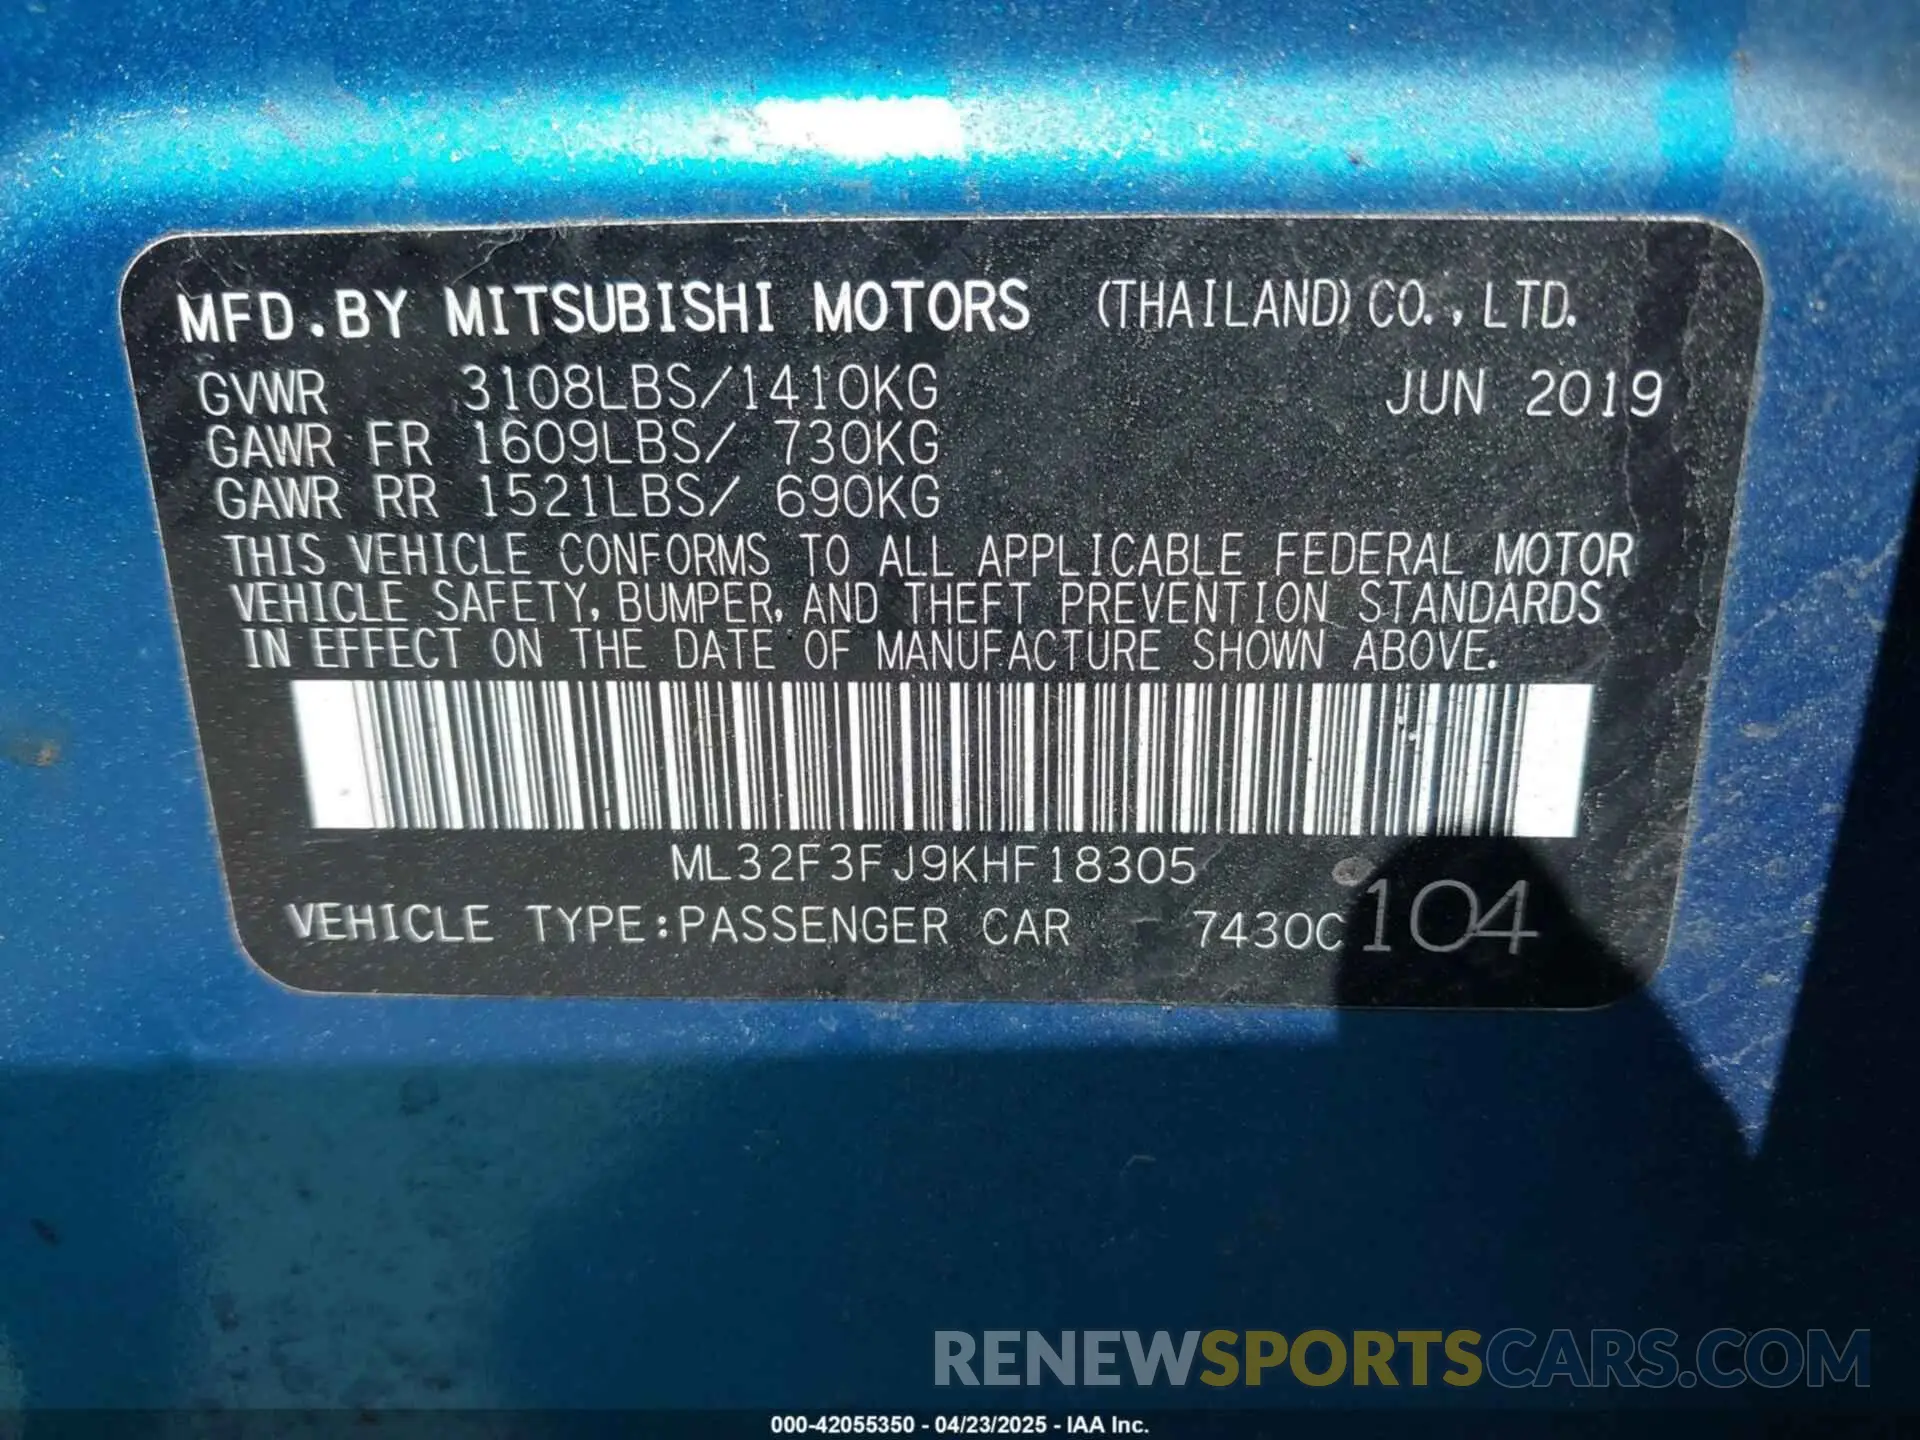 MFD.BY MITSUBISHI MOTORS (THAILAND) CO., LTD.
GVWR 3108LBS/1410KG JUN 2019
GAWR FR 1609LBS/ 730KG
GAWR RR 1521LBS/ 690KG
THIS VEHICLE CONFORMS TO ALL APPLICABLE FEDERAL MOTOR
VEHICLE SAFETY, BUMPER, AND THEFT PREVENTION STANDARDS
IN EFFECT ON THE DATE OF MANUFACTURE SHOWN ABOVE.
ML32F3FJ9KHF18305
VEHICLE TYPE:PASSENGER CAR 7430C 104
RENEWSPORTSCARS.COM
000-42055350 - 04/23/2025 - IAA Inc.